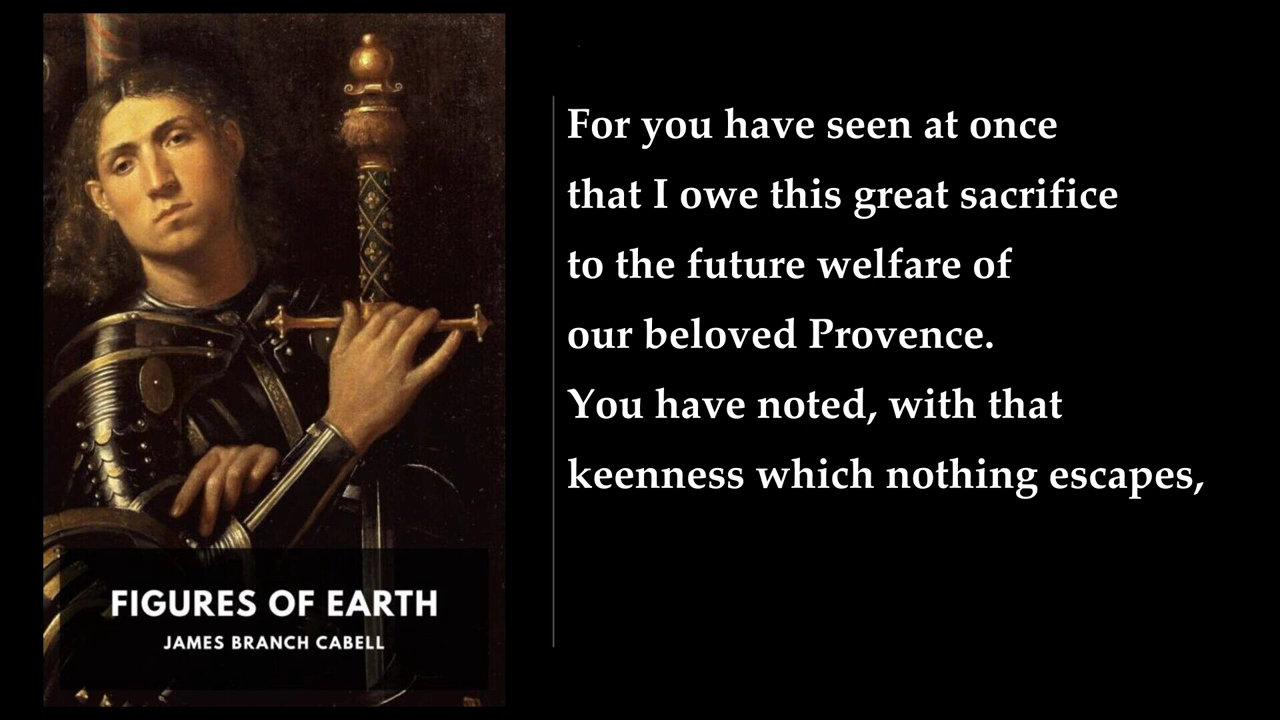 FIGURES OF EARTH
JAMES BRANCH CABELL
For you have seen at once
that I owe this great sacrifice
to the future welfare of
our beloved Provence.
You have noted, with that
keenness which nothing escapes,